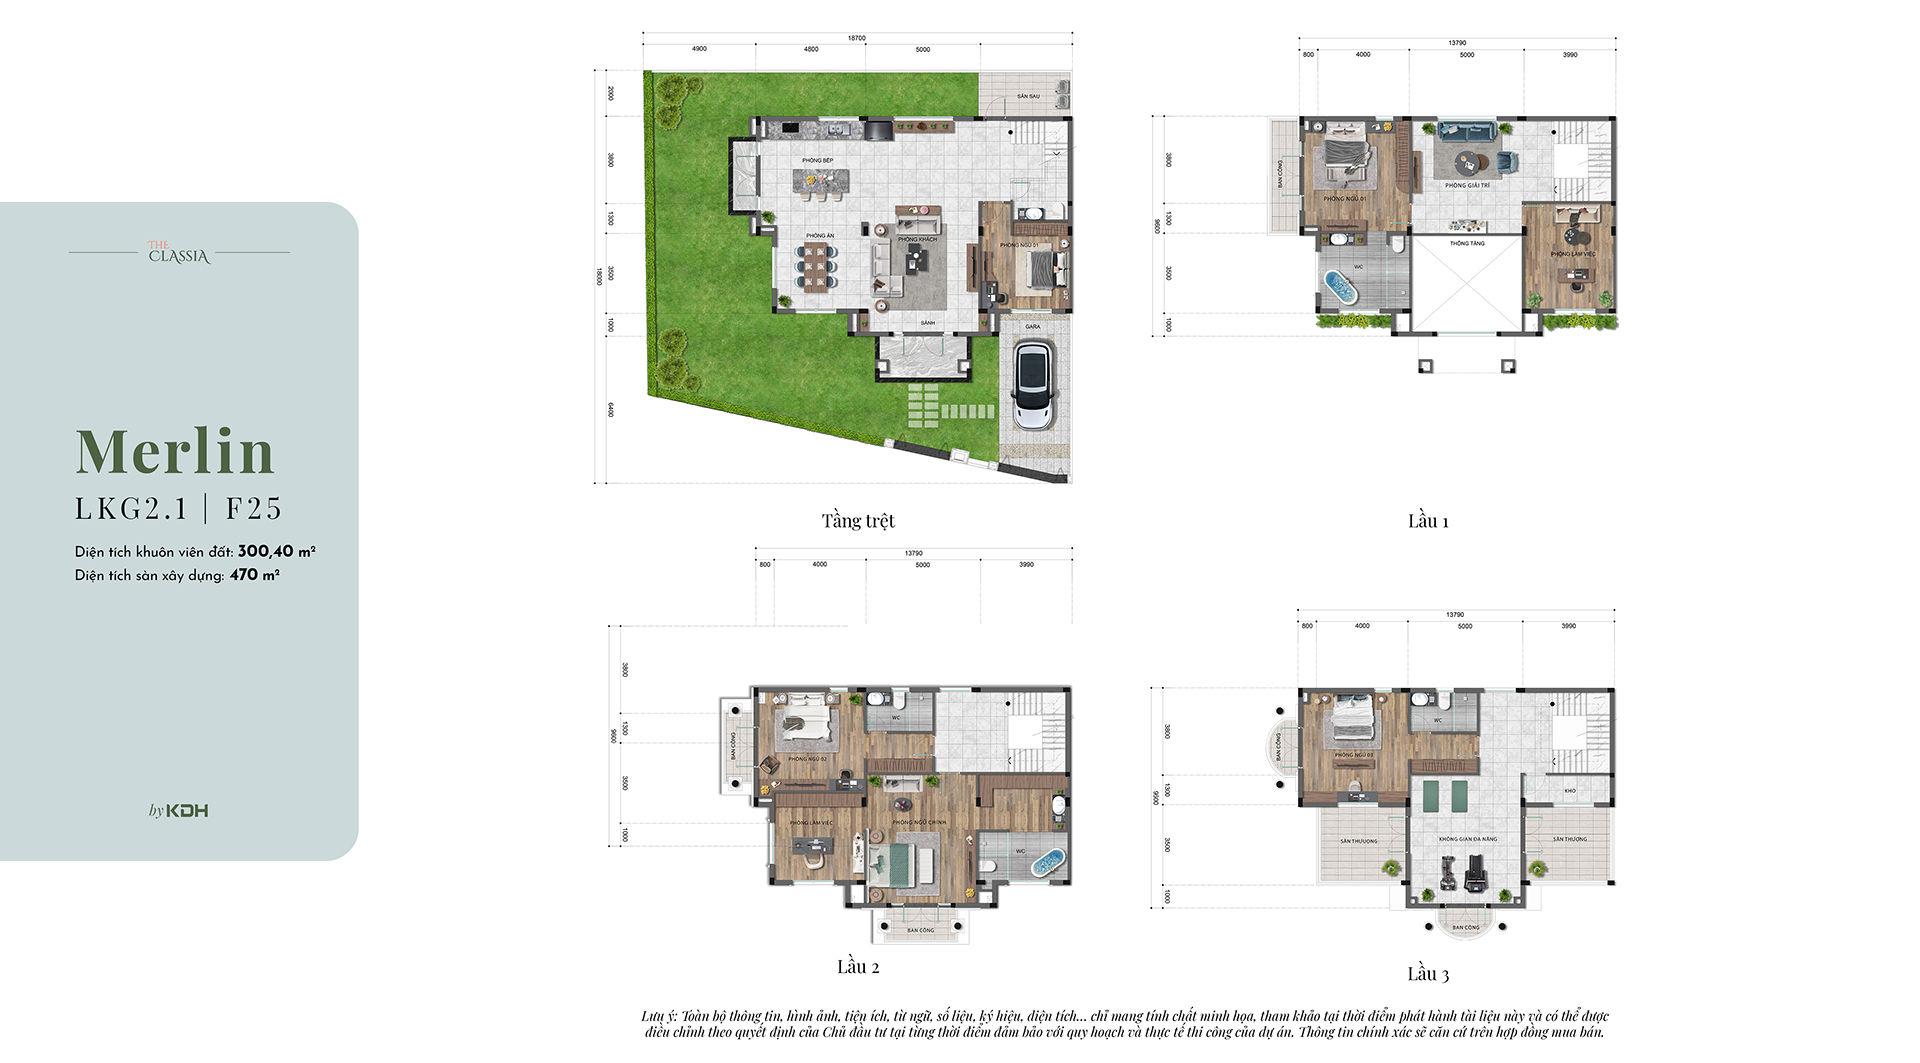 THE
CLASSIA
Merlin
LKG2.1 | F25
Diện tích khuôn viên đất: 300,40 m²
Diện tích sàn xây dựng: 470 m²
by KDH
18700
4900
4800
5000
2000
3800
1300
3500
1000
6400
18000
SÂN SAU
PHÒNG BẾP
PHÒNG ĂN
PHÒNG KHÁCH
PHÒNG NGỦ 01
SẢNH
GARA
Tầng trệt
13790
800
4000
5000
3990
3800
1300
3500
1000
9600
BAN CÔNG
PHÒNG NGỦ 01
PHÒNG GIẢI TRÍ
THÔNG TẦNG
PHÒNG LÀM VIỆC
WC
Lầu 1
13790
800
4000
5000
3990
3800
1300
3500
1000
9600
BAN CÔNG
PHÒNG NGỦ 02
WC
PHÒNG LÀM VIỆC
PHÒNG NGỦ CHÍNH
WC
BAN CÔNG
Lầu 2
13790
800
4000
5000
3990
3800
1300
3500
1000
9600
BAN CÔNG
PHÒNG NGỦ 03
WC
KHO
SÂN THƯUỌNG
KHÔNG GIAN ĐA NĂNG
SÂN THƯỢNG
BAN CÔNG
Lầu 3
Lưu ý: Toàn bộ thông tin, hình ảnh, tiện ích, từ ngữ, số liệu, ký hiệu, diện tích... chỉ mang tính chất minh họa, tham khảo tại thời điểm phát hành tài liệu này và có thể được
điều chỉnh theo quyết định của Chủ đầu tư tại từng thời điểm đảm bảo với quy hoạch và thực tế thi công của dự án. Thông tin chính xác sẽ căn cứ trên hợp đồng mua bán.